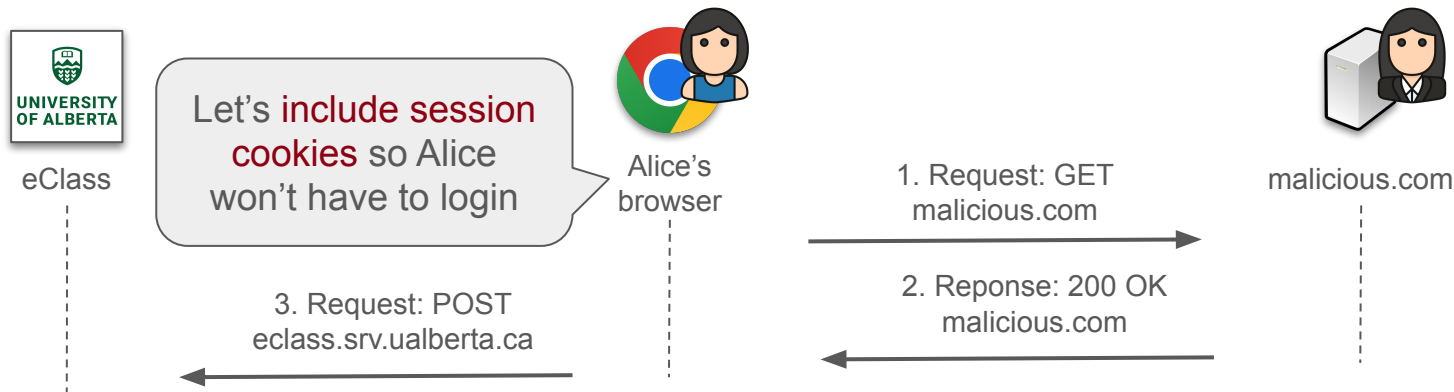 UNIVERSITY
OF ALBERTA
eClass
Let's include session
cookies so Alice
won't have to login
Alice's
browser
1. Request: GET
malicious.com
malicious.com
2. Reponse: 200 OK
malicious.com
3. Request: POST
eclass.srv.ualberta.ca